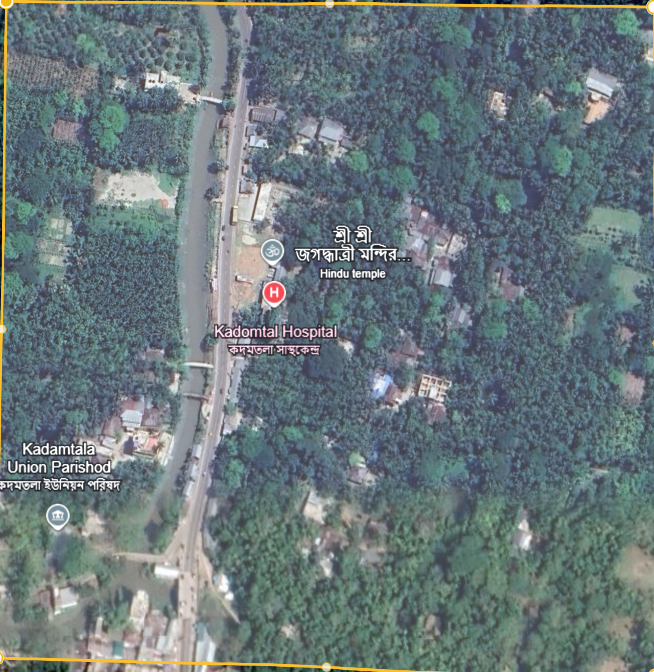 শ্রী শ্রী
জগদ্ধাত্রী মন্দির...
Hindu temple
H
Kadomtal Hospital
কদমতলা সাস্থকেন্দ্র
Kadamtala
Union Parishod
কদমতলা ইউনিয়ন পরিষদ